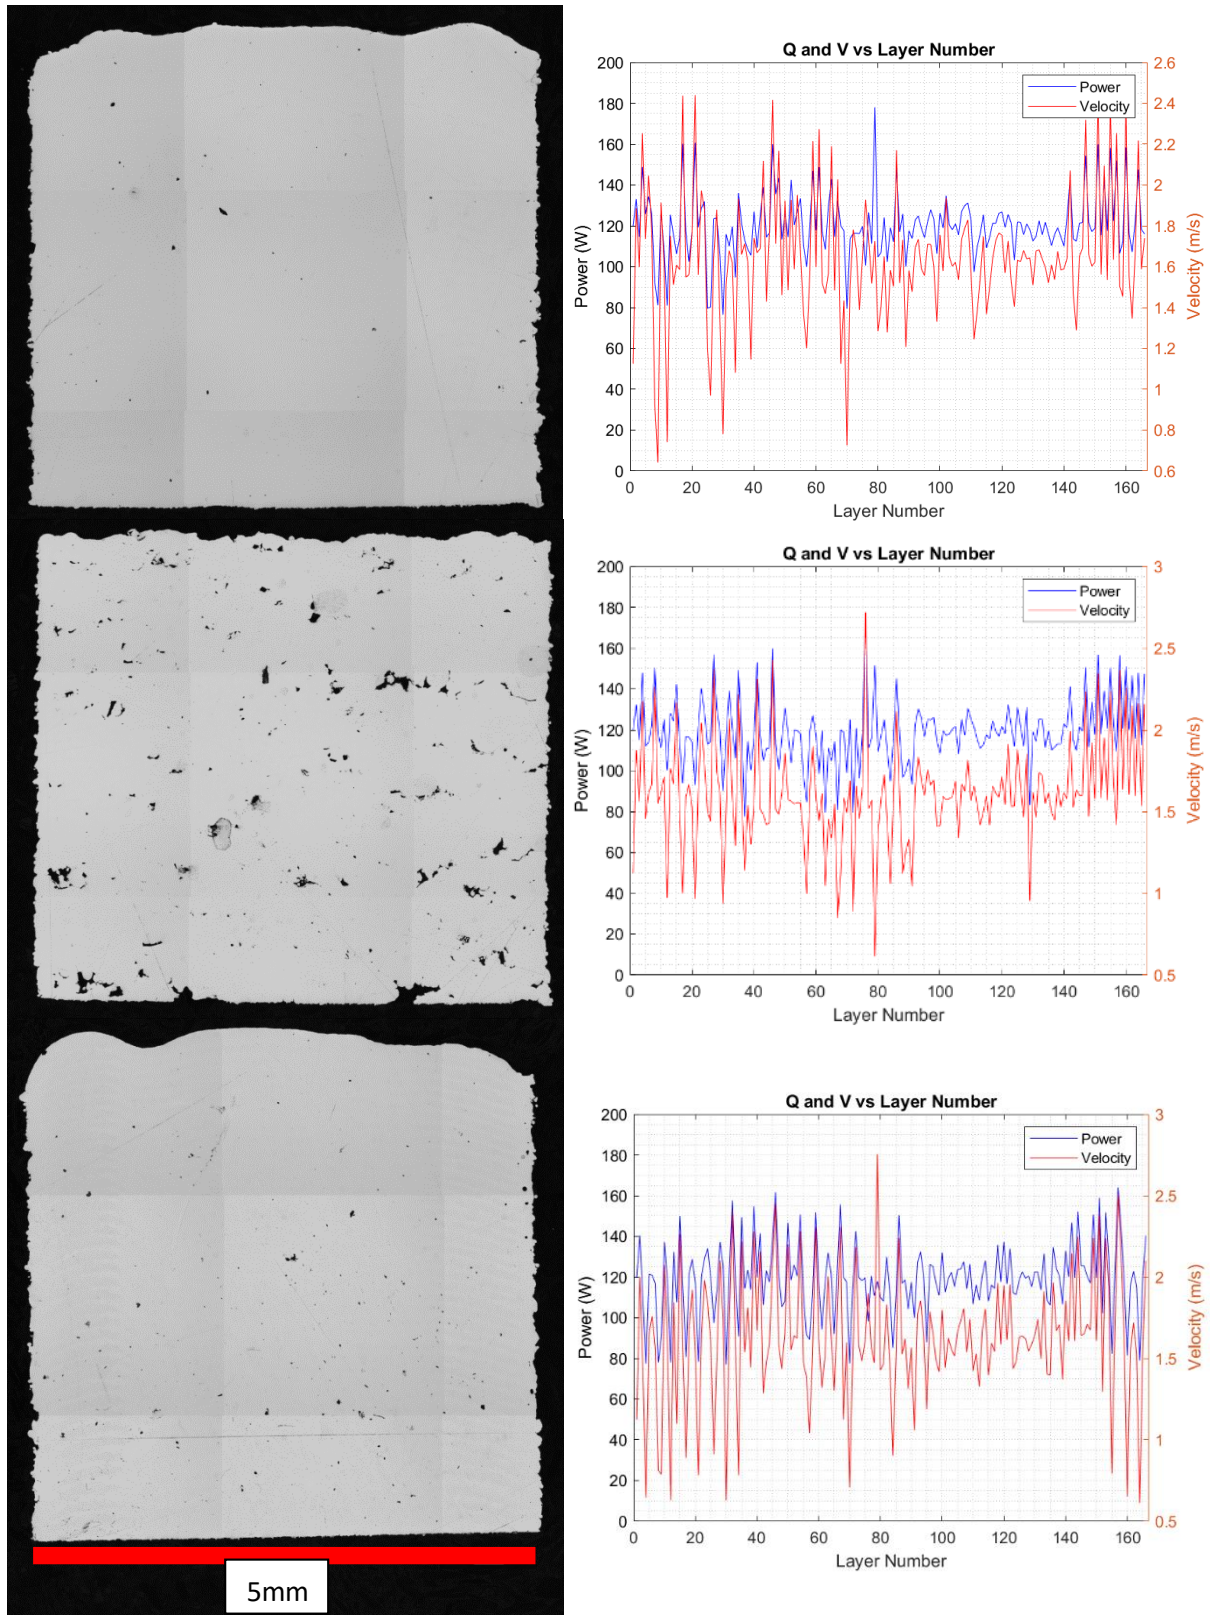 Q and V vs Layer Number
Power
Velocity
200
180
160
140
120
100
80
60
40
20
0
2.6
2.4
2.2
2
1.8
1.6
1.4
1.2
1
0.8
0.6
0 20 40 60 80 100 120 140 160
Power (W)
Velocity (m/s)
Layer Number
Q and V vs Layer Number
Power
Velocity
200
180
160
140
120
100
80
60
40
20
0
3
2.5
2
1.5
1
0.5
0 20 40 60 80 100 120 140 160
Power (W)
Velocity (m/s)
Layer Number
Q and V vs Layer Number
Power
Velocity
200
180
160
140
120
100
80
60
40
20
0
3
2.5
2
1.5
1
0.5
0 20 40 60 80 100 120 140 160
Power (W)
Velocity (m/s)
Layer Number
5mm